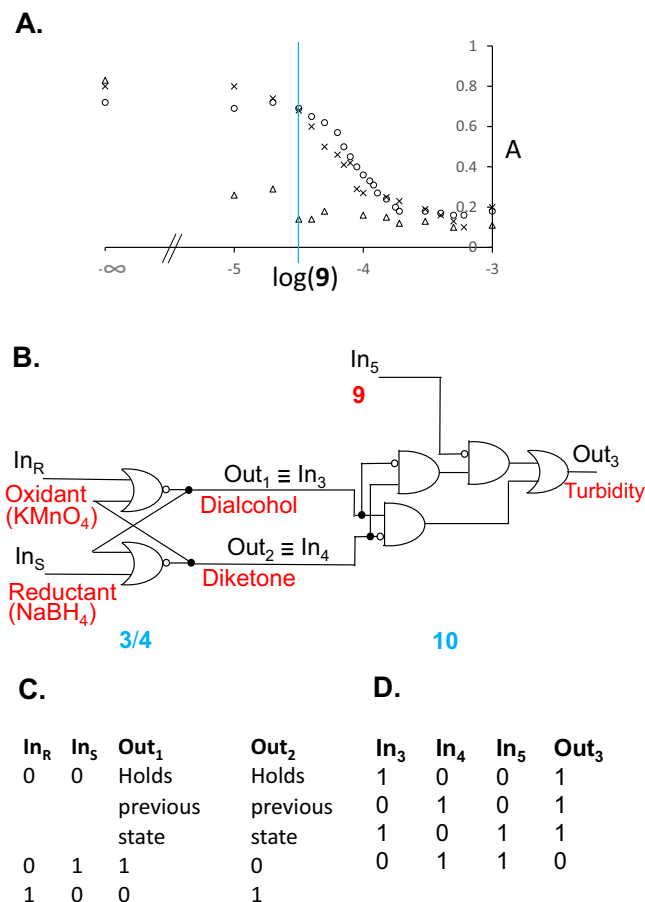 A.
1
0.8
0.6
A
0.4
0.2
0
-∞
-5
-4
-3
log(9)
B.
In5
9
InR
Oxidant
(KMnO4)
Out1 ≡ In3
Dialcohol
Out3
Turbidity
InS
Reductant
(NaBH4)
Out2 ≡ In4
Diketone
3/4
10
C.
InR InS Out1 Out2
0 0 Holds Holds
previous previous
state state
0 1 1 0
1 0 0 1
D.
In3 In4 In5 Out3
1 0 0 1
0 1 0 1
1 0 1 1
0 1 1 0